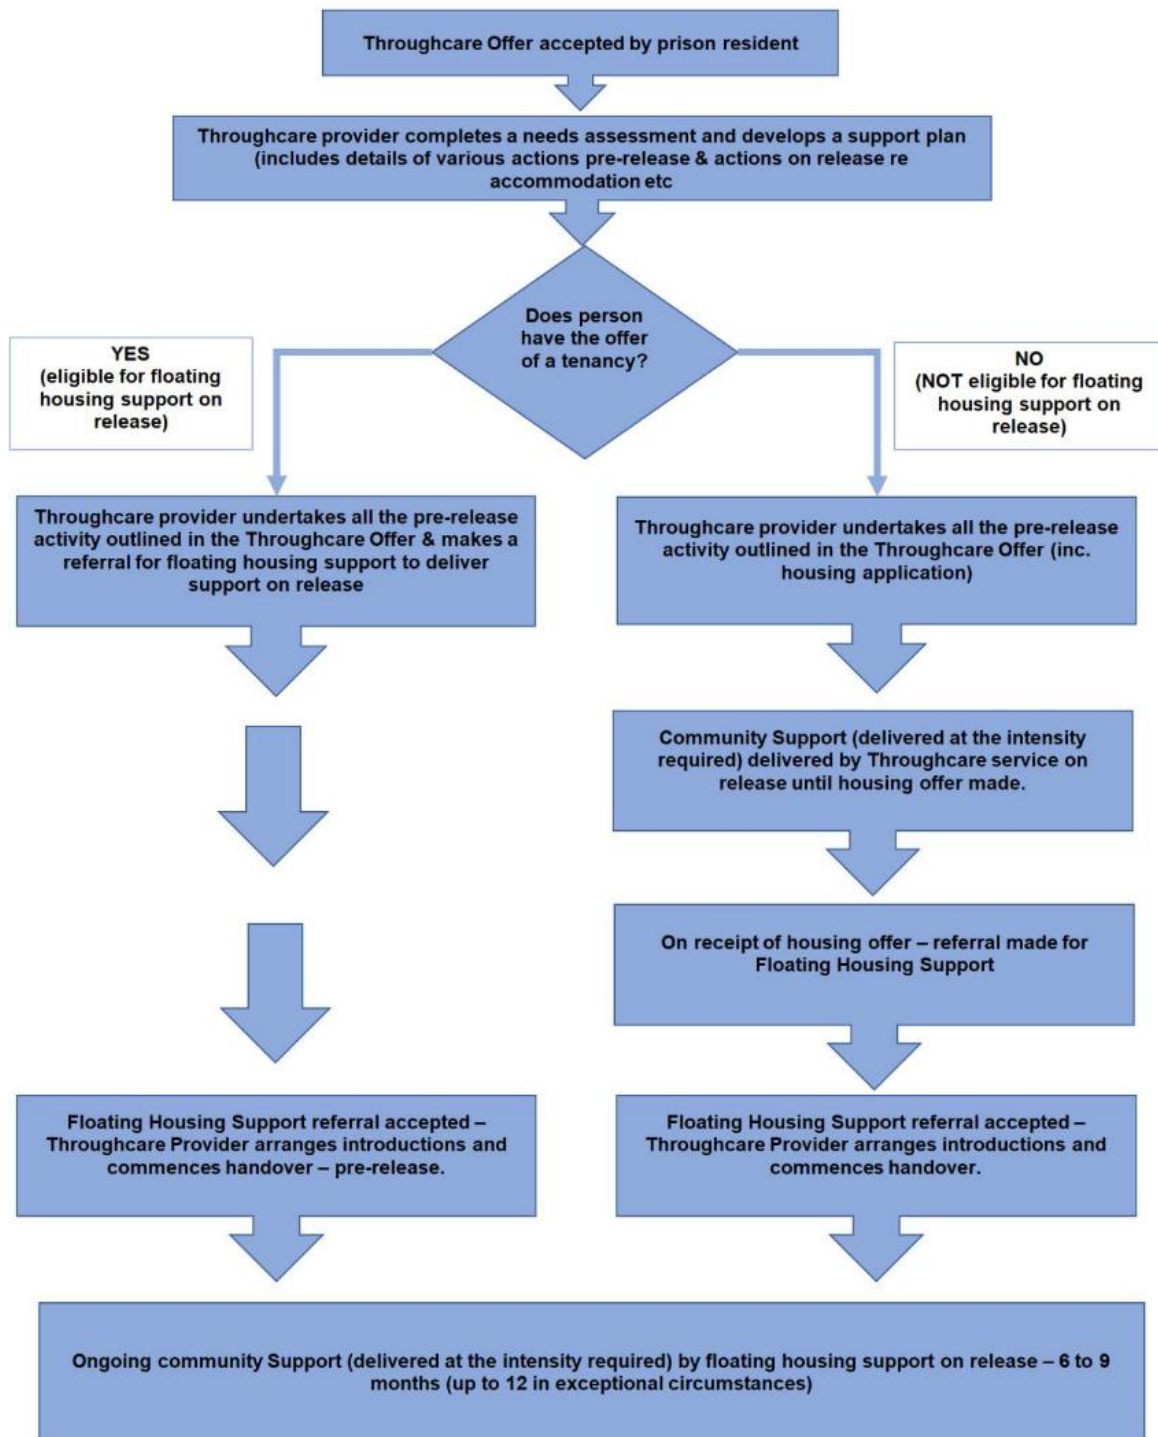 Throughcare Offer accepted by prison resident
Throughcare provider completes a needs assessment and develops a support plan
(includes details of various actions pre-release & actions on release re
accommodation etc
Does person
have the offer
of a tenancy?
YES
(eligible for floating
housing support on
release)
NO
(NOT eligible for floating
housing support on
release)
Throughcare provider undertakes all the pre-release
activity outlined in the Throughcare Offer & makes a
referral for floating housing support to deliver
support on release
Throughcare provider undertakes all the pre-release
activity outlined in the Throughcare Offer (inc.
housing application)
Community Support (delivered at the intensity
required) delivered by Throughcare service on
release until housing offer made.
On receipt of housing offer – referral made for
Floating Housing Support
Floating Housing Support referral accepted –
Throughcare Provider arranges introductions and
commences handover – pre-release.
Floating Housing Support referral accepted –
Throughcare Provider arranges introductions and
commences handover.
Ongoing community Support (delivered at the intensity required) by floating housing support on release – 6 to 9
months (up to 12 in exceptional circumstances)